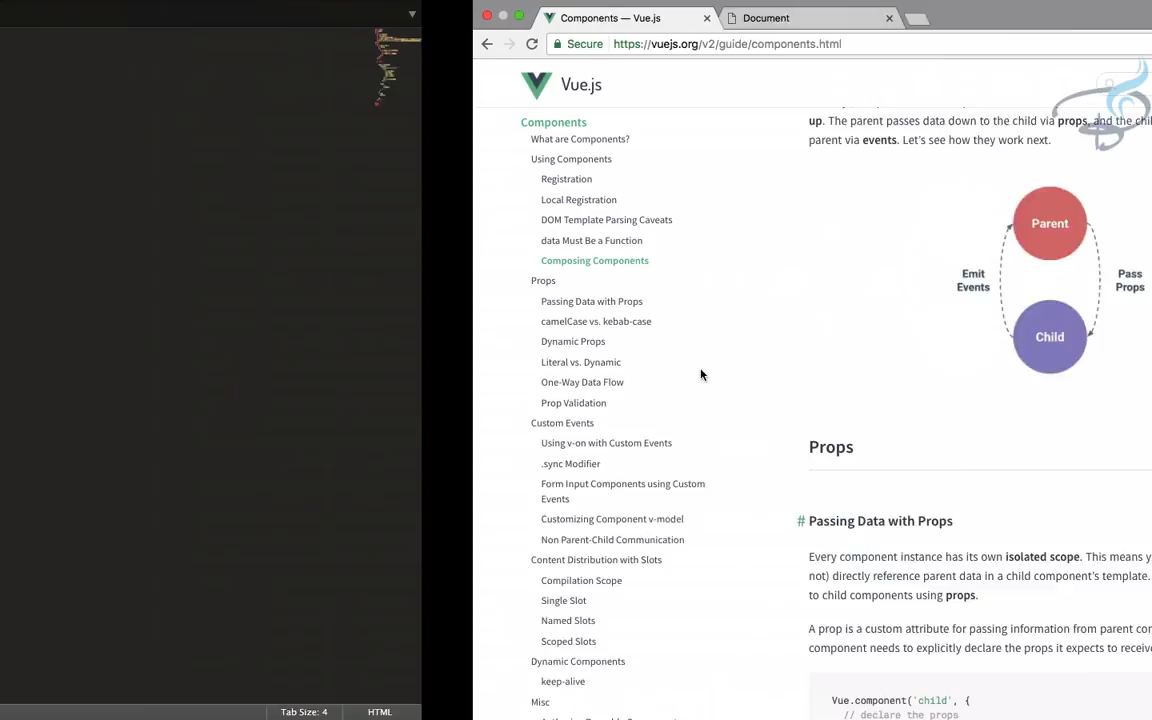 Components — Vue.js
Document
Secure
https://vuejs.org/v2/guide/components.html
Vue.js
Components
What are Components?
Using Components
Registration
Local Registration
DOM Template Parsing Caveats
data Must Be a Function
Composing Components
Props
Passing Data with Props
camelCase vs. kebab-case
Dynamic Props
Literal vs. Dynamic
One-Way Data Flow
Prop Validation
Custom Events
Using v-on with Custom Events
.sync Modifier
Form Input Components using Custom
Events
Customizing Component v-model
Non Parent-Child Communication
Content Distribution with Slots
Compilation Scope
Single Slot
Named Slots
Scoped Slots
Dynamic Components
keep-alive
Misc
up. The parent passes data down to the child via props, and the chi
parent via events. Let's see how they work next.
Parent
Emit
Events
Pass
Props
Child
Props
# Passing Data with Props
Every component instance has its own isolated scope. This means y
not) directly reference parent data in a child component's template.
to child components using props.
A prop is a custom attribute for passing information from parent co
component needs to explicitly declare the props it expects to receiv
Vue.component('child', {
// declare the props
Tab Size: 4
HTML